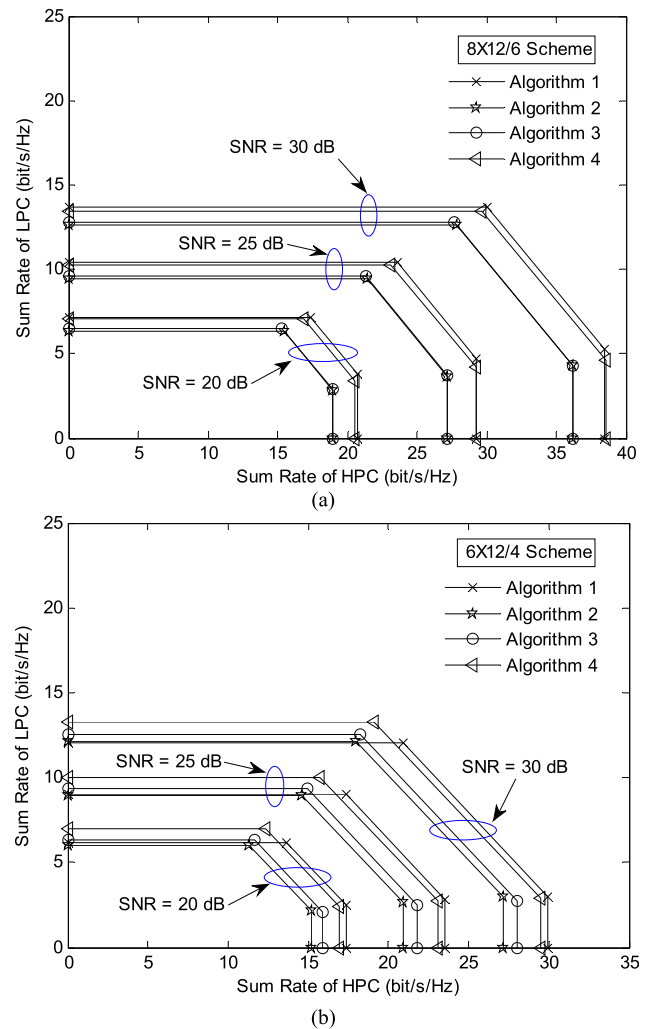 25
20
15
10
5
0
Sum Rate of LPC (bit/s/Hz)
8X12/6 Scheme
Algorithm 1
Algorithm 2
Algorithm 3
Algorithm 4
SNR = 30 dB
SNR = 25 dB
SNR = 20 dB
0 5 10 15 20 25 30 35 40
Sum Rate of HPC (bit/s/Hz)
(a)
25
20
15
10
5
0
Sum Rate of LPC (bit/s/Hz)
6X12/4 Scheme
Algorithm 1
Algorithm 2
Algorithm 3
Algorithm 4
SNR = 25 dB
SNR = 30 dB
SNR = 20 dB
0 5 10 15 20 25 30 35
Sum Rate of HPC (bit/s/Hz)
(b)